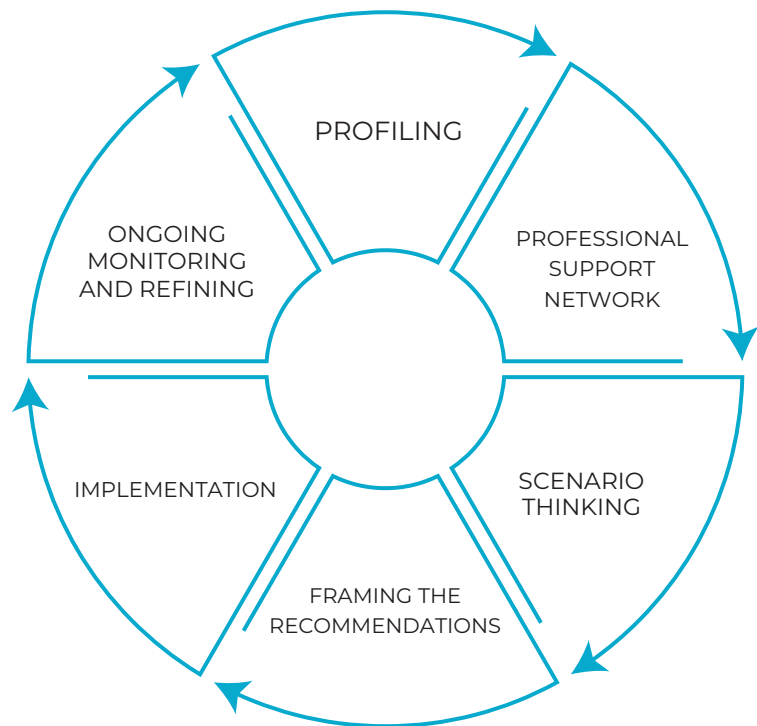 PROFILING
PROFESSIONAL
SUPPORT
NETWORK
SCENARIO
THINKING
FRAMING THE
RECOMMENDATIONS
IMPLEMENTATION
ONGOING
MONITORING
AND REFINING